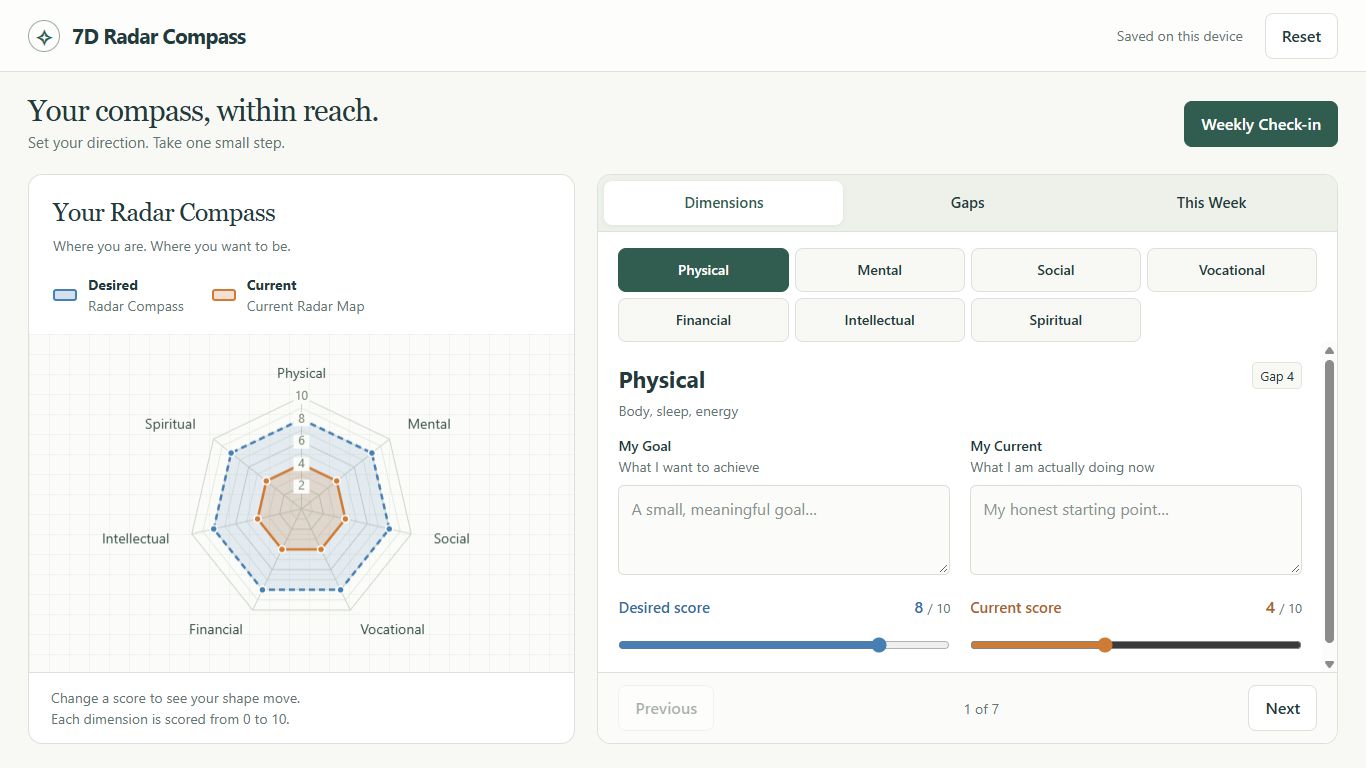 7D Radar Compass
Saved on this device
Reset
Your compass, within reach.
Set your direction. Take one small step.
Weekly Check-in
Your Radar Compass
Where you are. Where you want to be.
Desired
Radar Compass
Current
Current Radar Map
Physical
10
8
6
4
2
Spiritual
Mental
Intellectual
Social
Financial
Vocational
Change a score to see your shape move.
Each dimension is scored from 0 to 10.
Dimensions
Gaps
This Week
Physical
Mental
Social
Vocational
Financial
Intellectual
Spiritual
Physical
Gap 4
Body, sleep, energy
My Goal
What I want to achieve
A small, meaningful goal...
My Current
What I am actually doing now
My honest starting point...
Desired score
8 / 10
Current score
4 / 10
Previous
1 of 7
Next